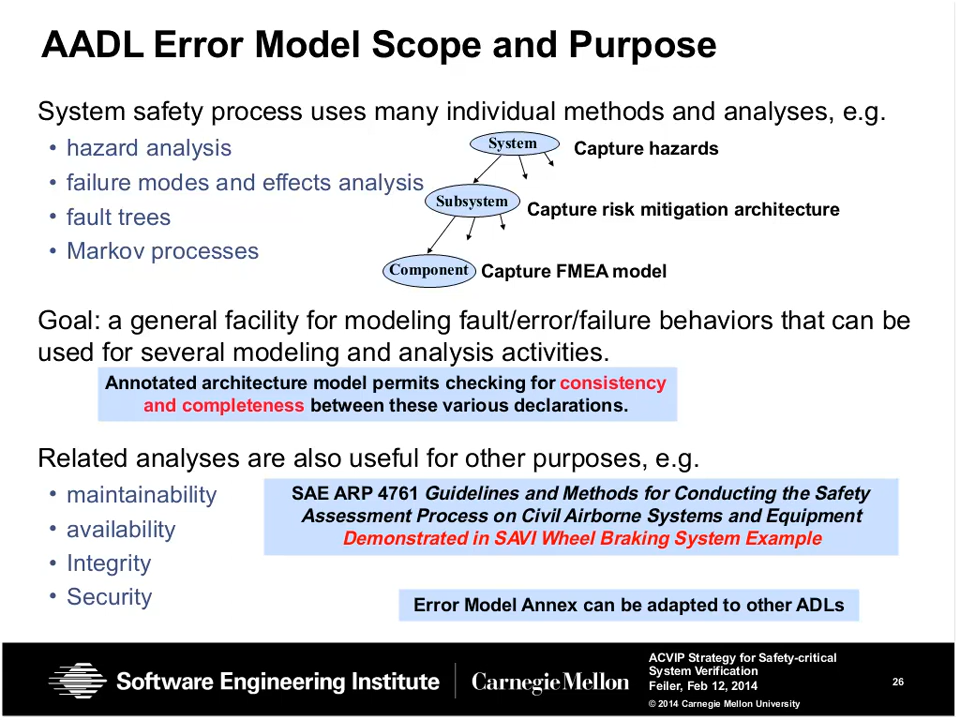 AADL Error Model Scope and Purpose
System safety process uses many individual methods and analyses, e.g.
• hazard analysis
• failure modes and effects analysis
• fault trees
• Markov processes
System
Capture hazards
Subsystem
Capture risk mitigation architecture
Component
Capture FMEA model
Goal: a general facility for modeling fault/error/failure behaviors that can be
used for several modeling and analysis activities.
Annotated architecture model permits checking for consistency
and completeness between these various declarations.
Related analyses are also useful for other purposes, e.g.
• maintainability
• availability
• Integrity
• Security
SAE ARP 4761 Guidelines and Methods for Conducting the Safety
Assessment Process on Civil Airborne Systems and Equipment
Demonstrated in SAVI Wheel Braking System Example
Error Model Annex can be adapted to other ADLs
Software Engineering Institute
Carnegie Mellon
ACVIP Strategy for Safety-critical
System Verification
Feiler, Feb 12, 2014
© 2014 Carnegie Mellon University
26